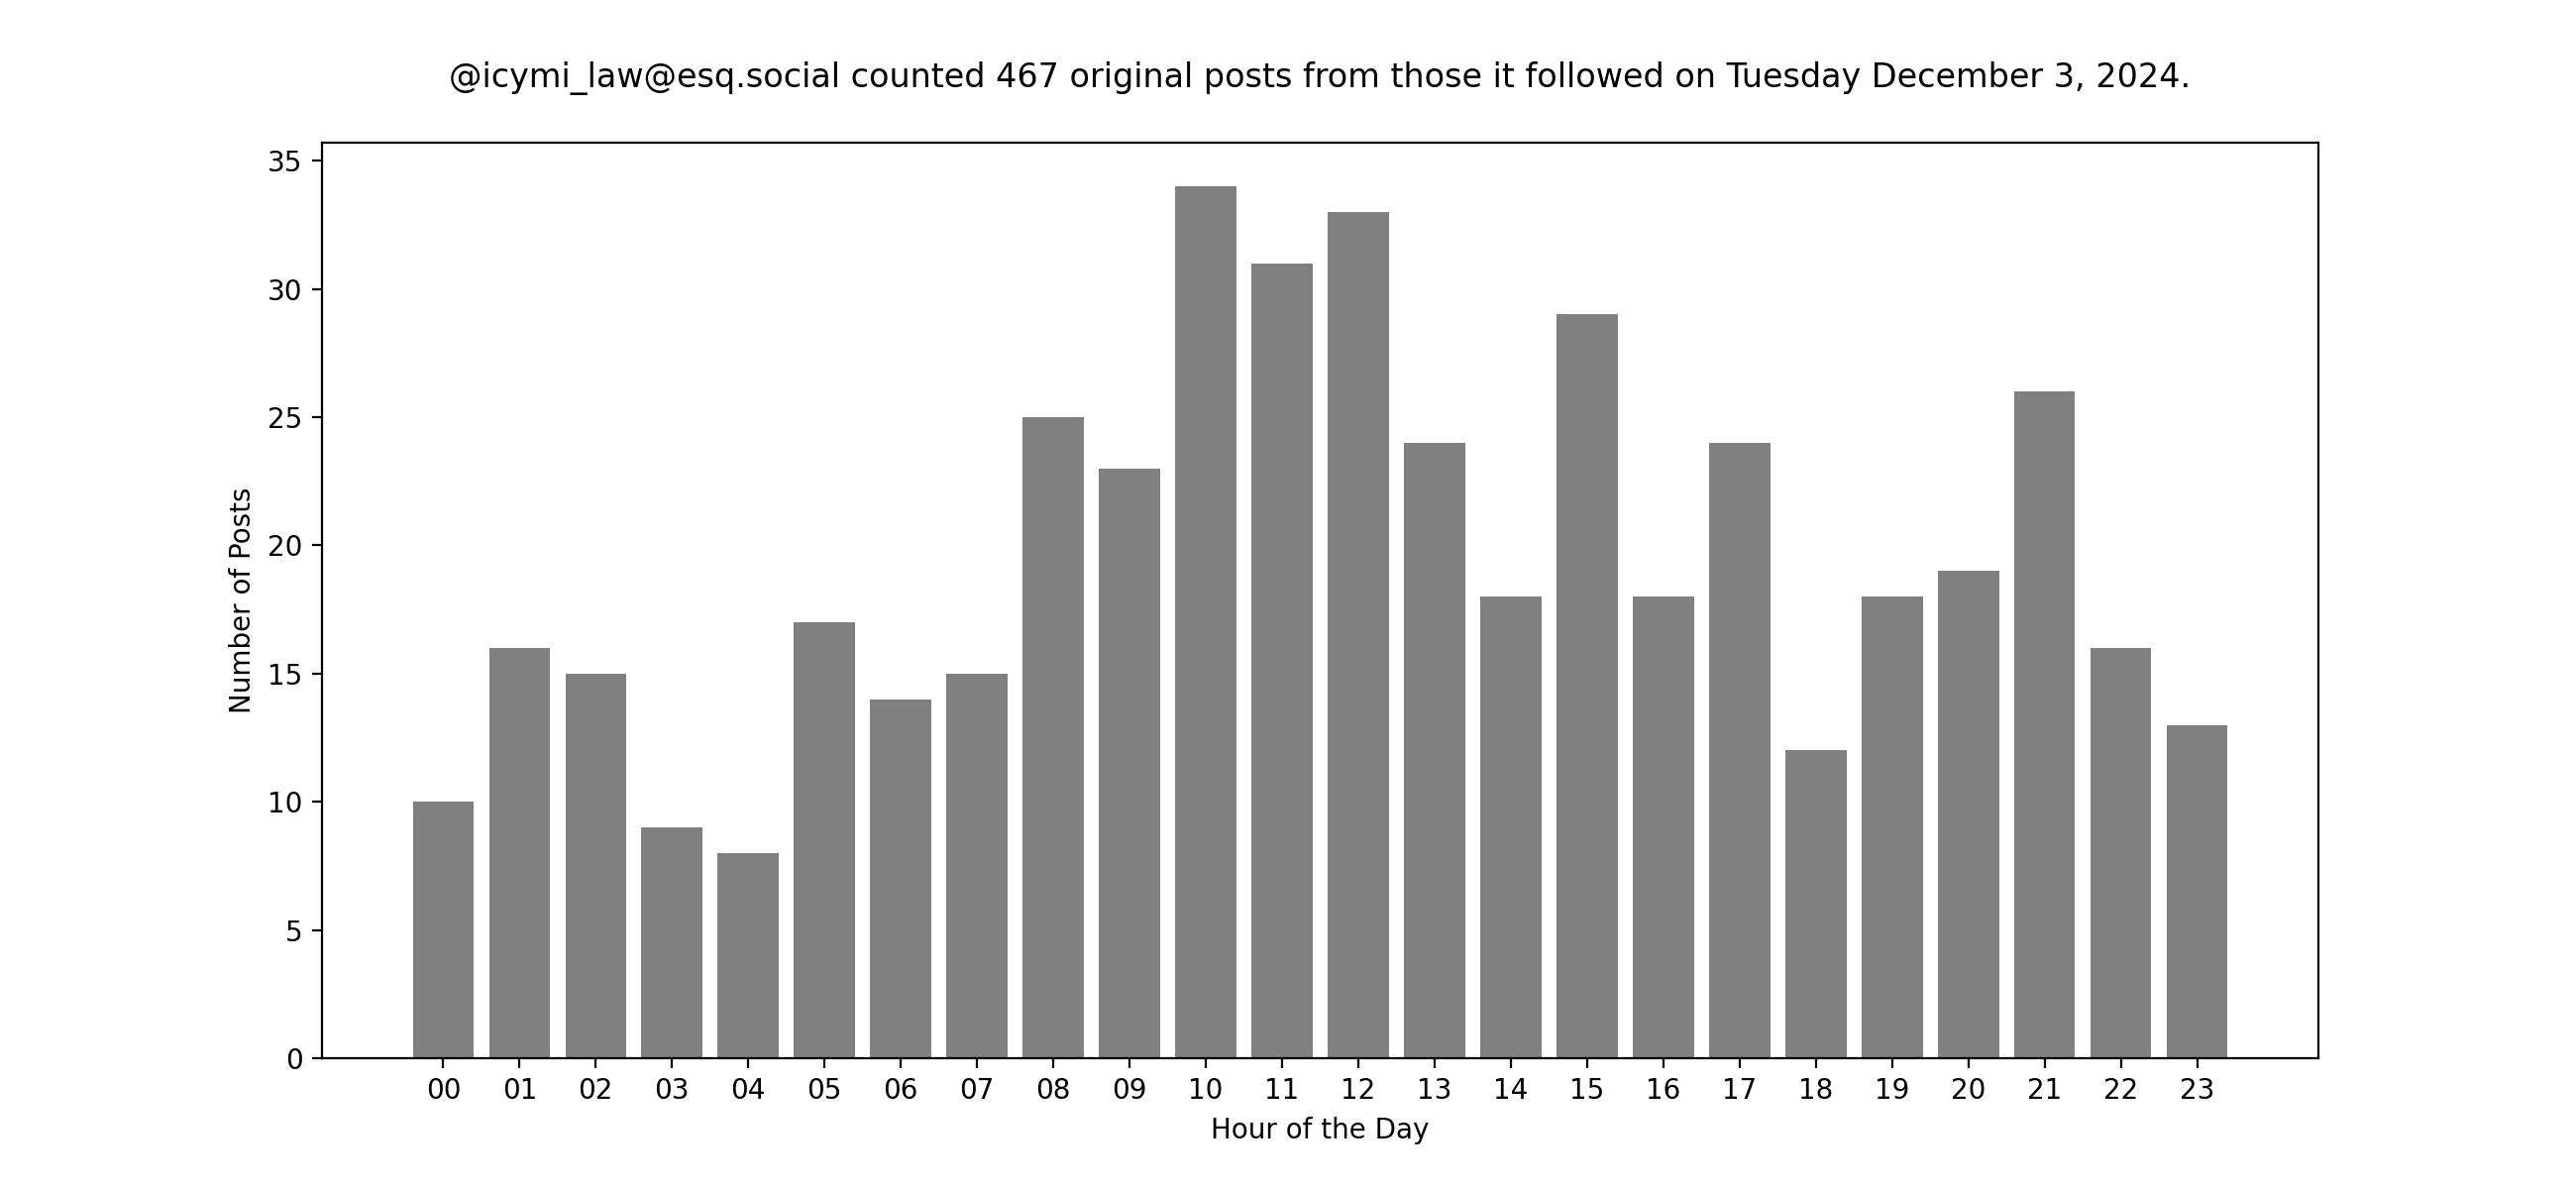 @icymi_law@esq.social counted 467 original posts from those it followed on Tuesday December 3, 2024.
35
30
25
20
15
10
5
0
Number of Posts
00 01 02 03 04 05 06 07 08 09 10 11 12 13 14 15 16 17 18 19 20 21 22 23
Hour of the Day